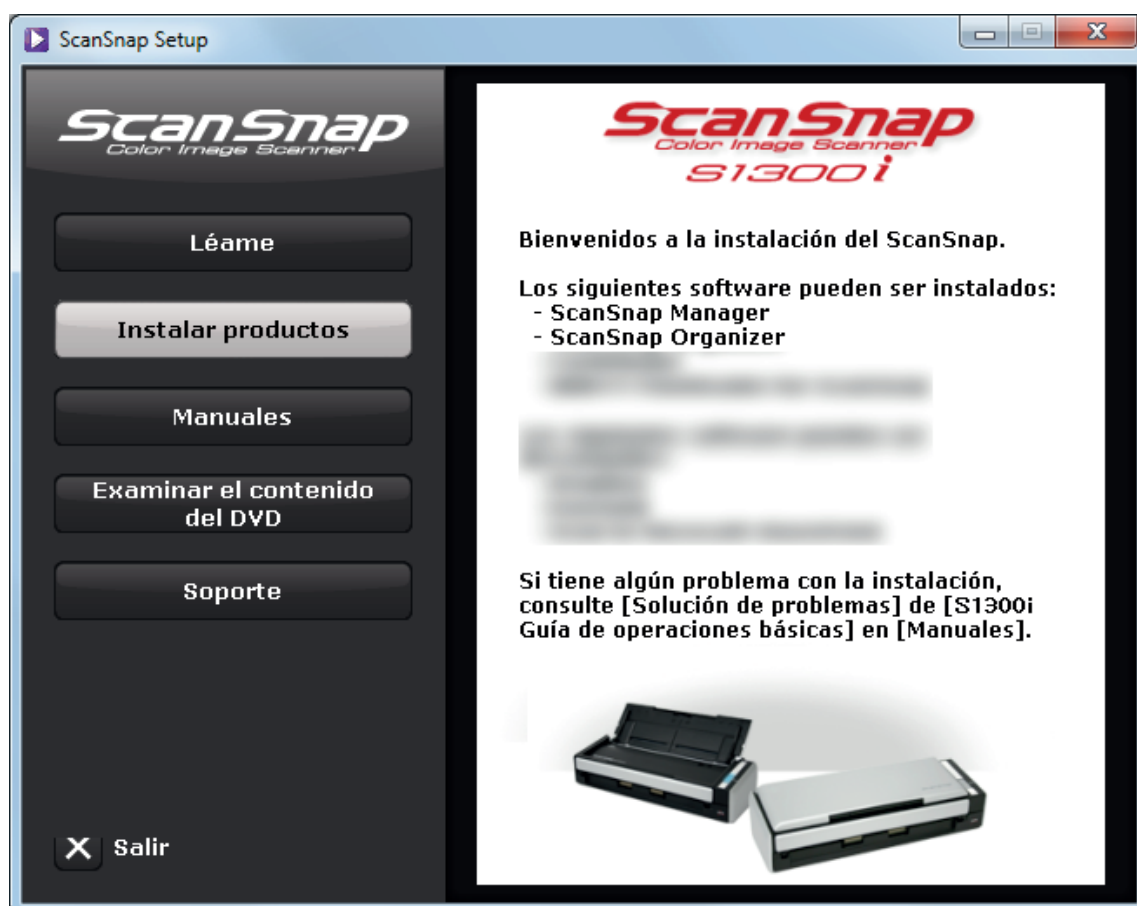 ScanSnap Setup
ScanSnap
Color Image Scanner
Léame
Instalar productos
Manuales
Examinar el contenido
del DVD
Soporte
X Salir
ScanSnap
Color Image Scanner
S1300i
Bienvenidos a la instalación del ScanSnap.
Los siguientes software pueden ser instalados:
- ScanSnap Manager
- ScanSnap Organizer
Si tiene algún problema con la instalación,
consulte [Solución de problemas] de [S1300i
Guía de operaciones básicas] en [Manuales].